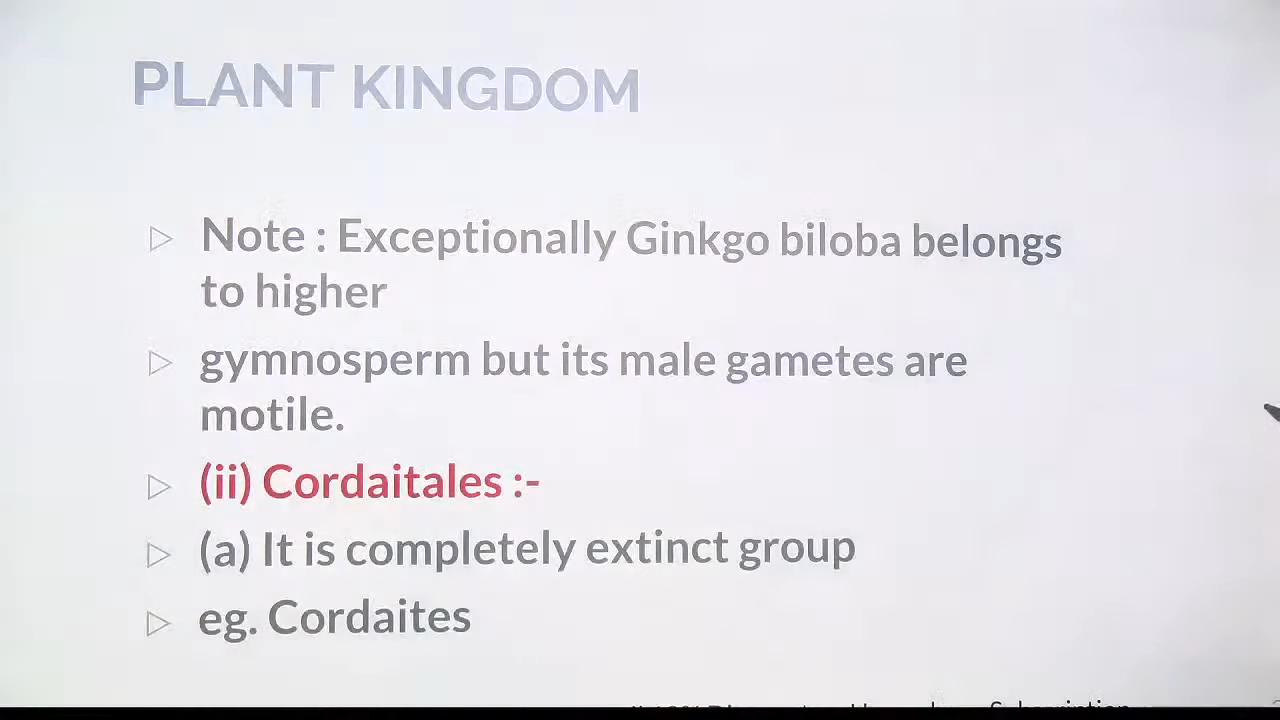 PLANT KINGDOM
▷ Note : Exceptionally Ginkgo biloba belongs
to higher
▷ gymnosperm but its male gametes are
motile.
▷ (ii) Cordaitales :-
▷ (a) It is completely extinct group
▷ eg. Cordaites
Subscription